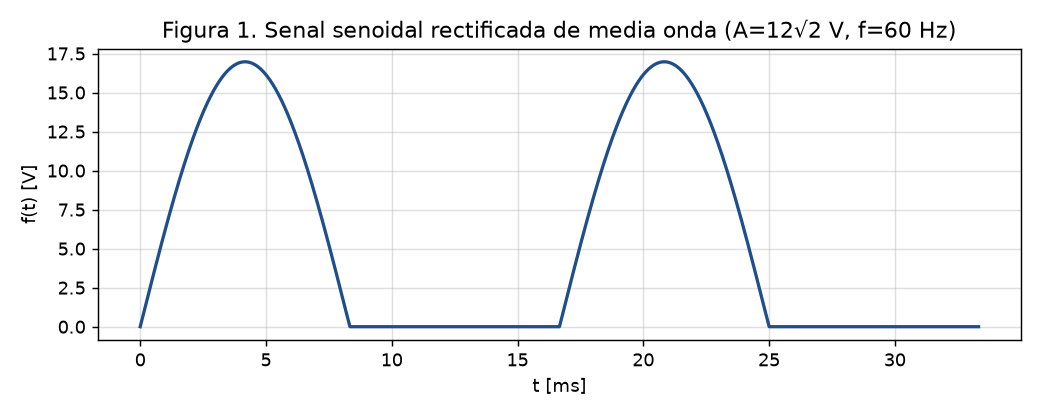 Figura 1. Senal senoidal rectificada de media onda (A=12√2 V, f=60 Hz)
17.5
15.0
12.5
10.0
7.5
5.0
2.5
0.0
f(t) [V]
0 5 10 15 20 25 30
t [ms]